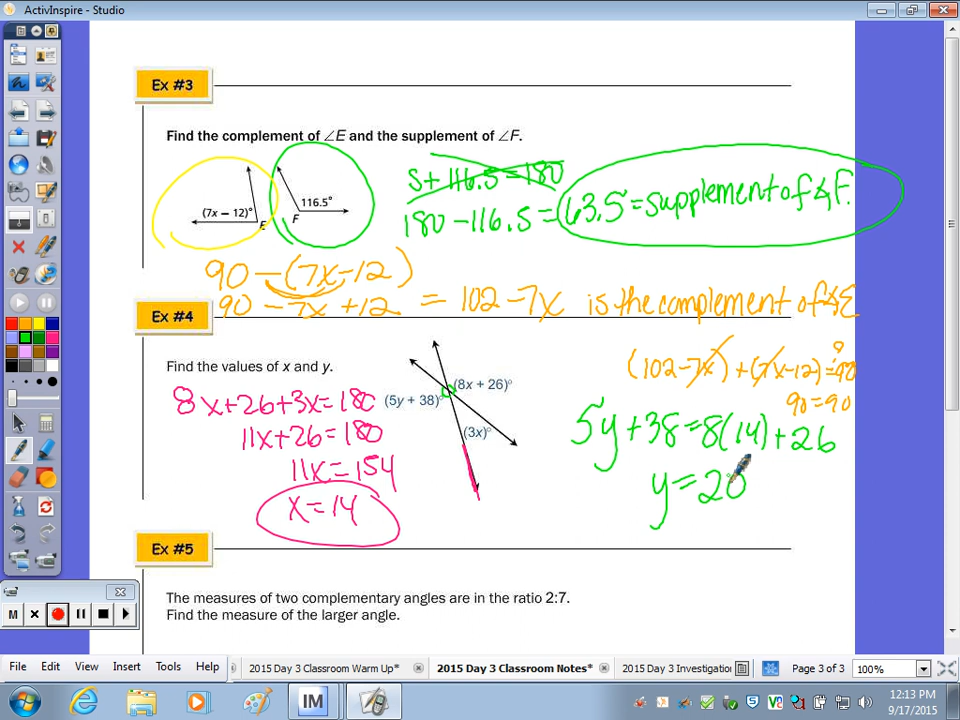 ActivInspire - Studio
Ex #3
Find the complement of ∠E and the supplement of ∠F.
(7x – 12)°
E
116.5°
F
S+116.5=180
180-116.5=63.5=supplement of ∡F.
90 -(7x-12)
90 -7x +12 = 102-7x is the complement of ∡E
Ex #4
Find the values of x and y.
(8x + 26)°
(5y + 38)°
(3x)°
8x+26+3x=180
11x+26=180
11x=154
x=14
(102-7x)+(7x-12)≟90
90=90
5y+38=8(14)+26
y=20
Ex #5
The measures of two complementary angles are in the ratio 2:7.
Find the measure of the larger angle.
M
File Edit View Insert Tools Help
2015 Day 3 Classroom Warm Up* 2015 Day 3 Classroom Notes* 2015 Day 3 Investigation
Page 3 of 3 100%
IM
12:13 PM
9/17/2015